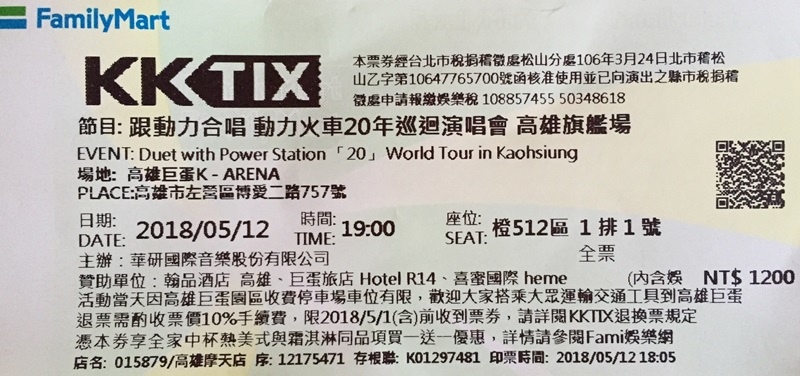 FamilyMart
KKTIX
本票券經台北市稅捐稽徵處松山分處106年3月24日北市稽松
山乙字第10647765700號函核准使用並已向演出之縣市稅捐稽
徵處申請報繳娛樂稅 108857455 50348618
節目: 跟動力合唱 動力火車20年巡迴演唱會 高雄旗艦場
EVENT: Duet with Power Station「20」World Tour in Kaohsiung
場地: 高雄巨蛋K - ARENA
PLACE:高雄市左營區博愛二路757號
日期: 2018/05/12 時間: 19:00 座位: 橙512區 1 排 1 號
DATE: TIME: SEAT: 全票
主辦：華研國際音樂股份有限公司
贊助單位：翰品酒店 高雄、巨蛋旅店 Hotel R14、喜蜜國際 heme (內含娛 NT$ 1200
活動當天因高雄巨蛋園區收費停車場車位有限，歡迎大家搭乘大眾運輸交通工具到高雄巨蛋
退票需酌收票價10%手續費，限2018/5/1(含)前收到票券，請詳閱KKTIX退換票規定
憑本券享全家中杯熱美式與霜淇淋同品項買一送一優惠，詳情請參閱Fami娛樂網
店名: 015879/高雄摩天店 序: 12175471 存根聯: K01297481 印票時間: 2018/05/12 18:05